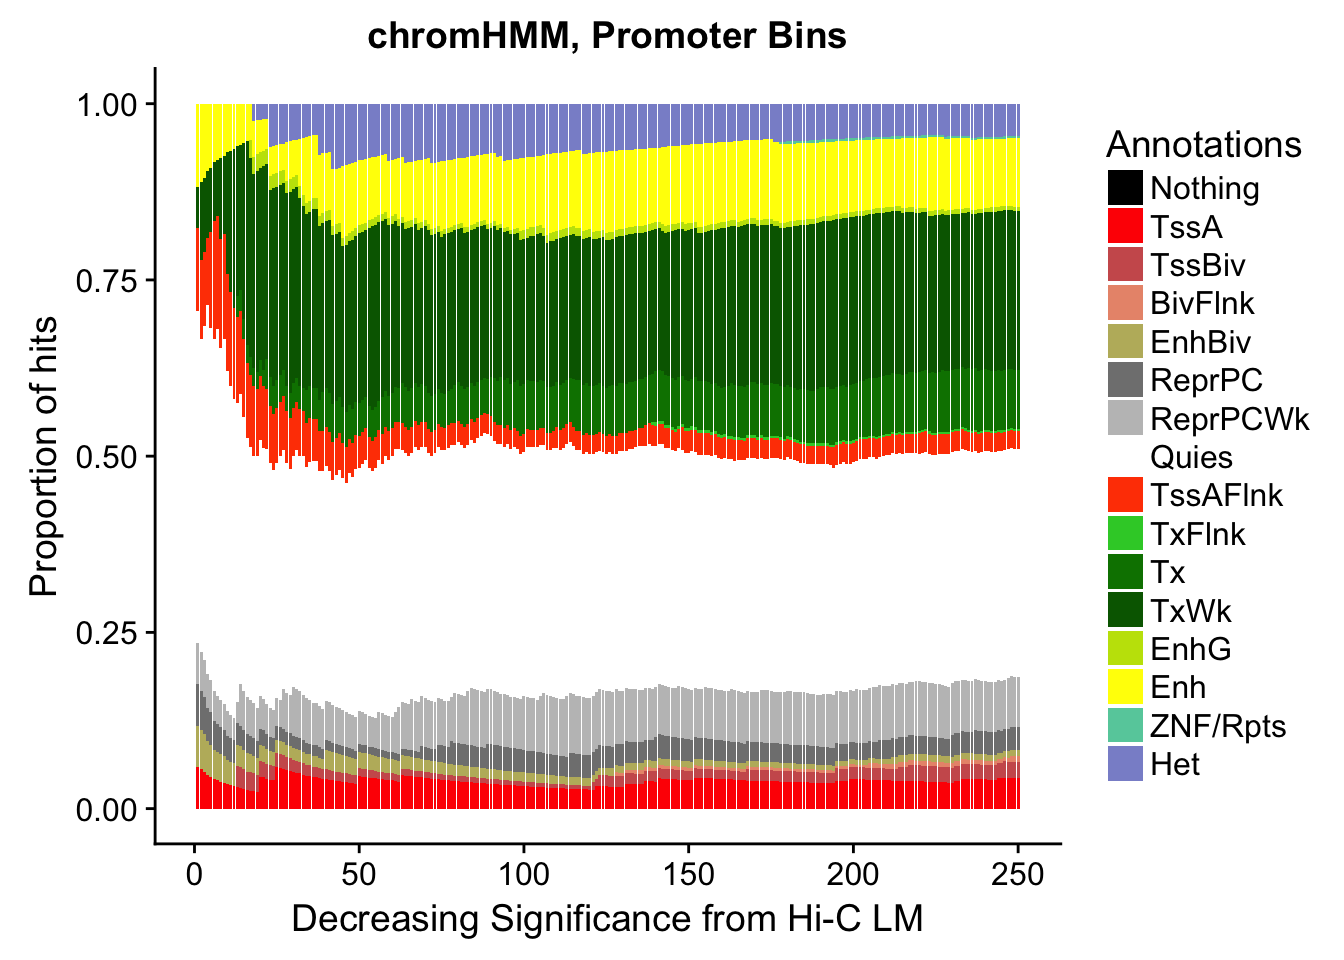 chromHMM, Promoter Bins
Proportion of hits
1.00
0.75
0.50
0.25
0.00
0
50
100
150
200
250
Decreasing Significance from Hi-C LM
Annotations
Nothing
TssA
TssBiv
BivFlnk
EnhBiv
ReprPC
ReprPCWk
Quies
TssAFlnk
TxFlnk
Tx
TxWk
EnhG
Enh
ZNF/Rpts
Het